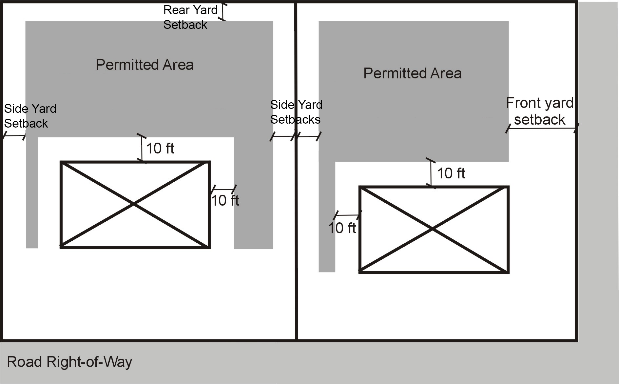 Rear Yard
Setback
Permitted Area
Permitted Area
Side Yard
Setback
Side Yard
Setbacks
Front yard
setback
10 ft
10 ft
10 ft
10 ft
Road Right-of-Way